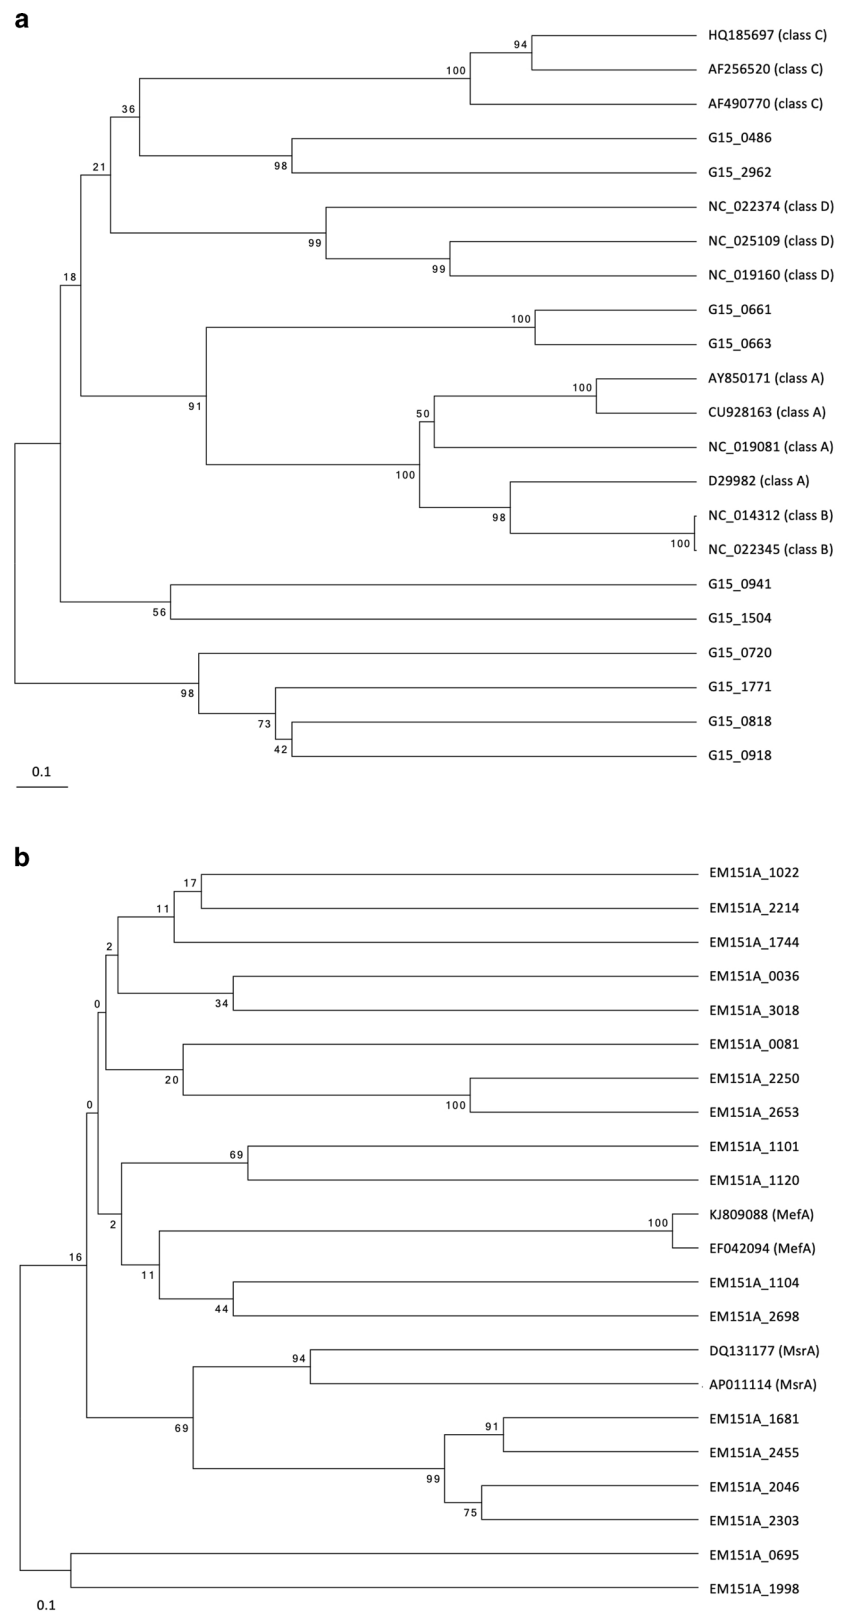 a
HQ185697 (class C)
94
AF256520 (class C)
100
AF490770 (class C)
36
G15_0486
98
G15_2962
21
NC_022374 (class D)
99
NC_025109 (class D)
99
NC_019160 (class D)
18
G15_0661
100
G15_0663
AY850171 (class A)
100
91
CU928163 (class A)
50
NC_019081 (class A)
100
D29982 (class A)
98
NC_014312 (class B)
100
NC_022345 (class B)
G15_0941
56
G15_1504
G15_0720
98
G15_1771
73
G15_0818
42
G15_0918
0.1
b
EM151A_1022
17
EM151A_2214
11
EM151A_1744
2
EM151A_0036
34
EM151A_3018
0
EM151A_0081
20
EM151A_2250
100
EM151A_2653
0
EM151A_1101
69
EM151A_1120
KJ809088 (MefA)
2
100
EF042094 (MefA)
16
11
EM151A_1104
44
EM151A_2698
DQ131177 (MsrA)
94
AP011114 (MsrA)
EM151A_1681
69
91
EM151A_2455
99
EM151A_2046
75
EM151A_2303
EM151A_0695
EM151A_1998
0.1